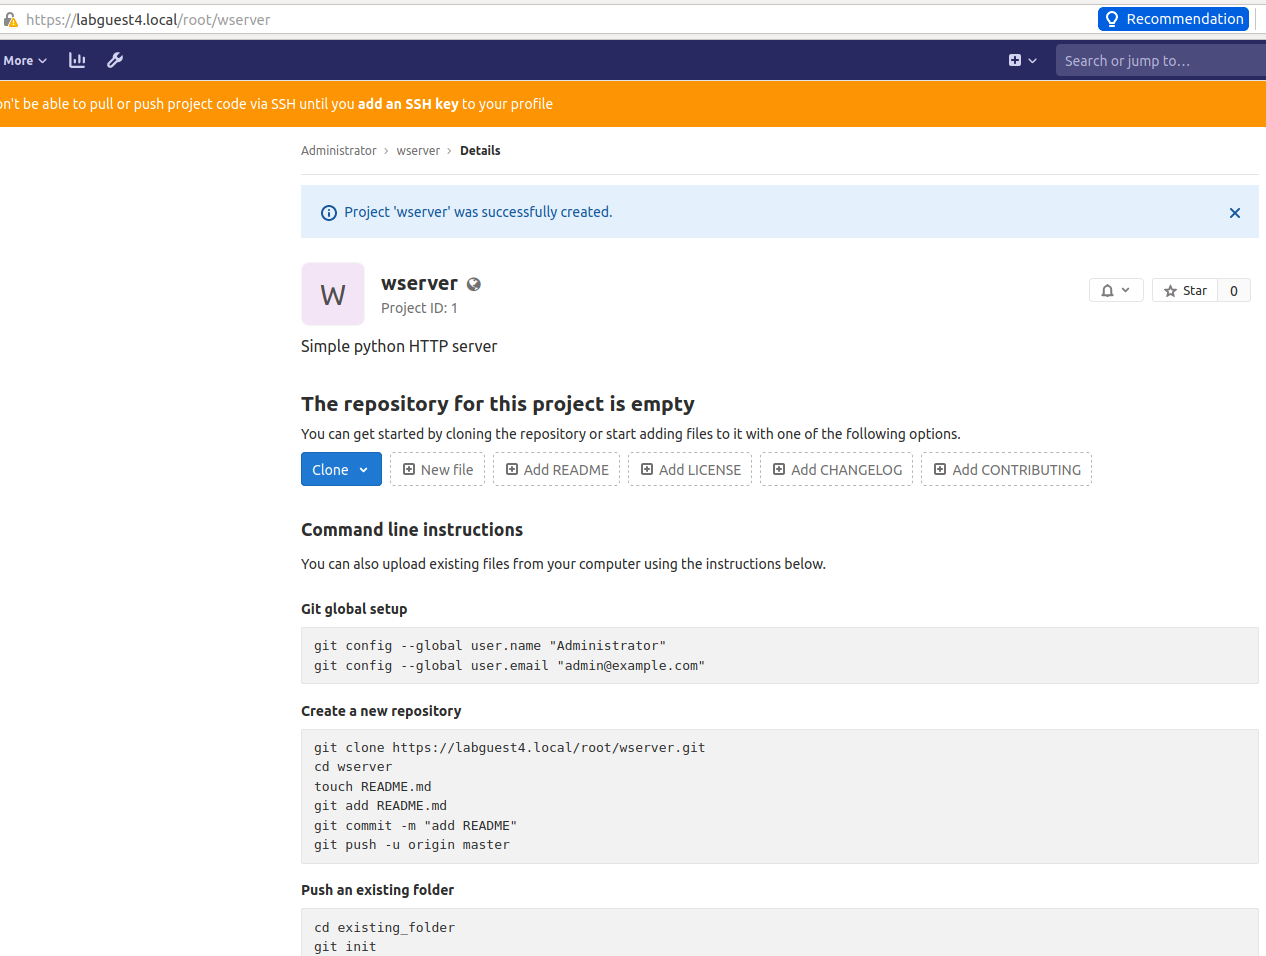 https://labguest4.local/root/wserver
Recommendation
More
Search or jump to...
on't be able to pull or push project code via SSH until you add an SSH key to your profile
Administrator > wserver > Details
Project 'wserver' was successfully created.
W
wserver
Project ID: 1
Star 0
Simple python HTTP server
The repository for this project is empty
You can get started by cloning the repository or start adding files to it with one of the following options.
Clone New file Add README Add LICENSE Add CHANGELOG Add CONTRIBUTING
Command line instructions
You can also upload existing files from your computer using the instructions below.
Git global setup
git config --global user.name "Administrator"
git config --global user.email "admin@example.com"
Create a new repository
git clone https://labguest4.local/root/wserver.git
cd wserver
touch README.md
git add README.md
git commit -m "add README"
git push -u origin master
Push an existing folder
cd existing_folder
git init